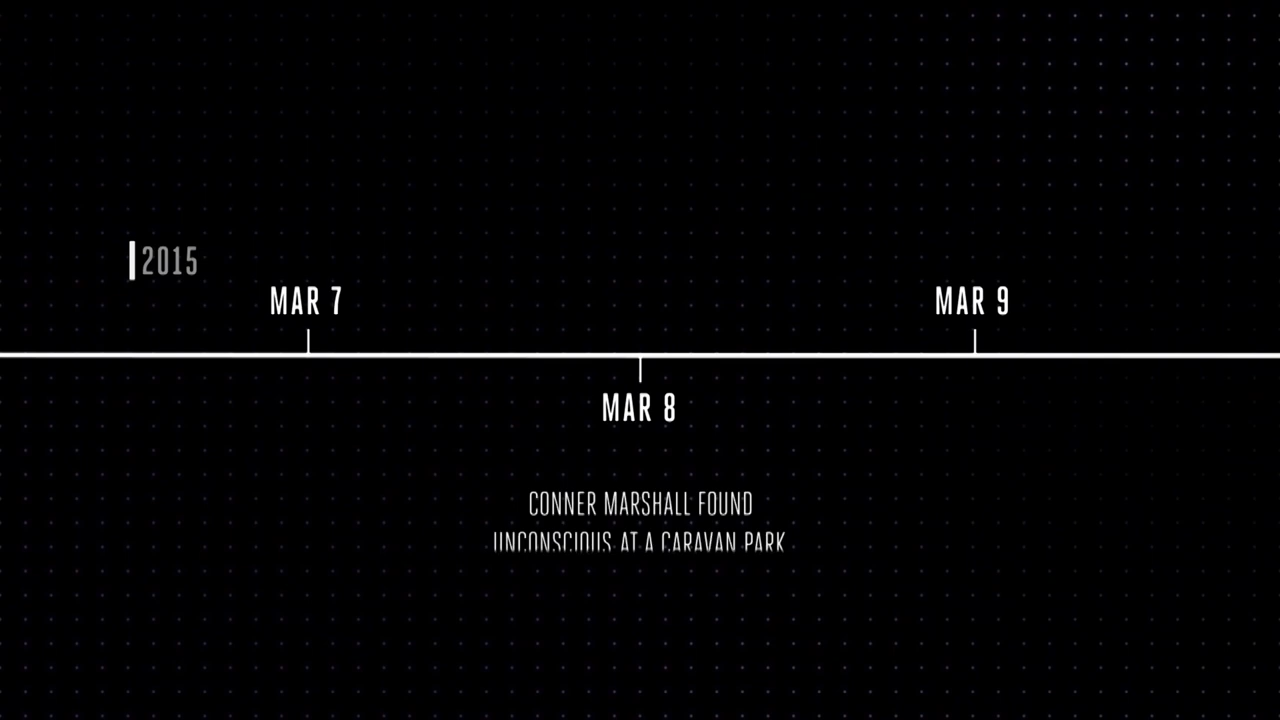 2015
MAR 7
MAR 9
MAR 8
CONNER MARSHALL FOUND
UNCONSCIOUS AT A CARAVAN PARK